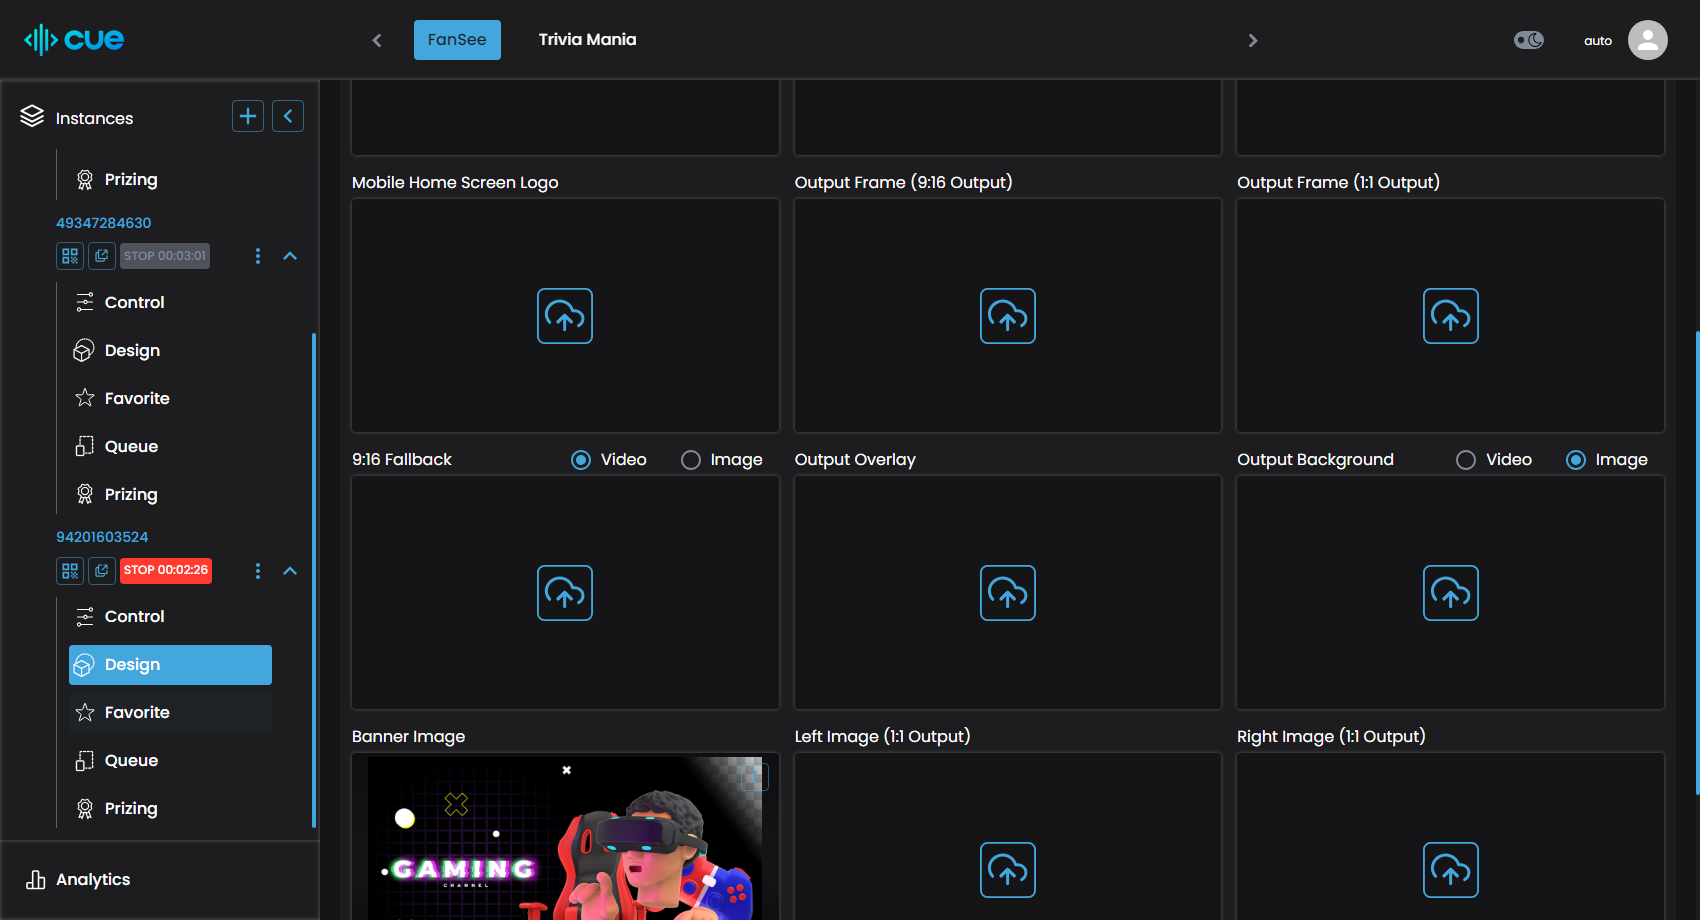 cue
FanSee
Trivia Mania
auto
Instances
Prizing
49347284630
STOP 00:03:01
Control
Design
Favorite
Queue
Prizing
94201603524
STOP 00:02:26
Control
Design
Favorite
Queue
Prizing
Analytics
Mobile Home Screen Logo
Output Frame (9:16 Output)
Output Frame (1:1 Output)
9:16 Fallback
Video
Image
Output Overlay
Output Background
Video
Image
Banner Image
Left Image (1:1 Output)
Right Image (1:1 Output)
GAMING
CHANNEL